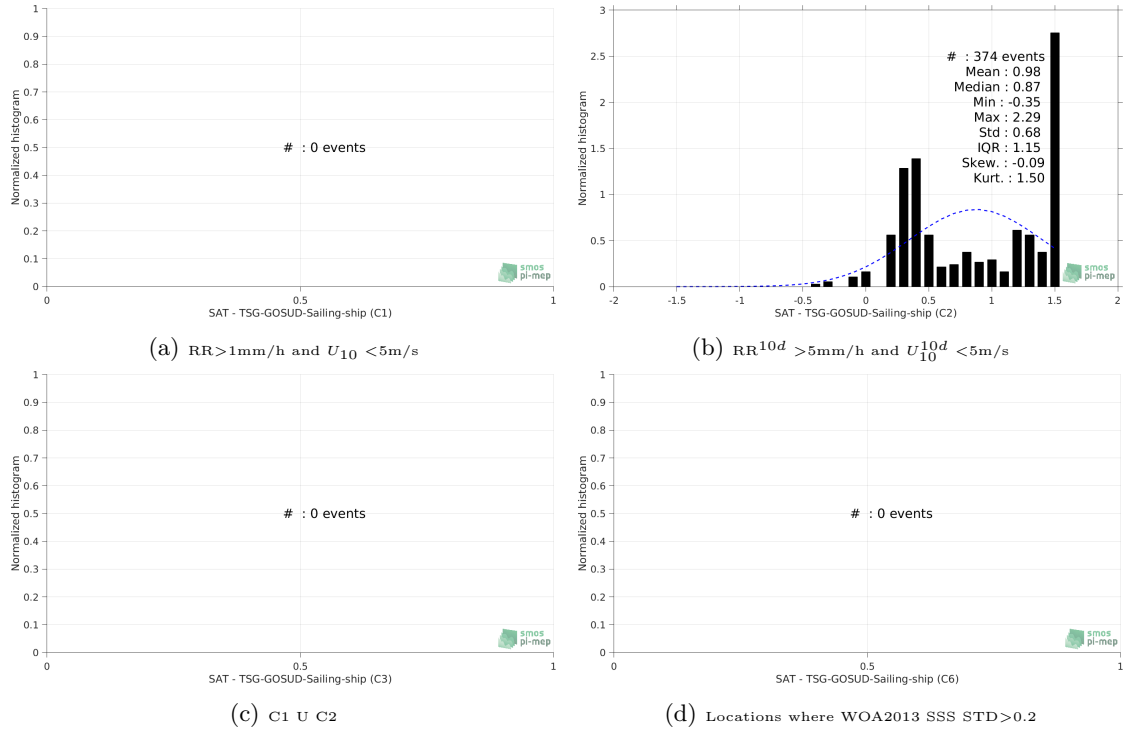 1
0.9
0.8
0.7
0.6
0.5
0.4
0.3
0.2
0.1
0
Normalized histogram
# : 0 events
0 0.5 1
SAT - TSG-GOSUD-Sailing-ship (C1)
smos
pi-mep
(a) RR>1mm/h and U10 <5m/s
3
2.5
2
1.5
1
0.5
0
Normalized histogram
# : 374 events
Mean : 0.98
Median : 0.87
Min : -0.35
Max : 2.29
Std : 0.68
IQR : 1.15
Skew. : -0.09
Kurt. : 1.50
-2 -1.5 -1 -0.5 0 0.5 1 1.5 2
SAT - TSG-GOSUD-Sailing-ship (C2)
smos
pi-mep
(b) RR^10d >5mm/h and U_10^10d <5m/s
1
0.9
0.8
0.7
0.6
0.5
0.4
0.3
0.2
0.1
0
Normalized histogram
# : 0 events
0 0.5 1
SAT - TSG-GOSUD-Sailing-ship (C3)
smos
pi-mep
(c) C1 U C2
1
0.9
0.8
0.7
0.6
0.5
0.4
0.3
0.2
0.1
0
Normalized histogram
# : 0 events
0 0.5 1
SAT - TSG-GOSUD-Sailing-ship (C6)
smos
pi-mep
(d) Locations where WOA2013 SSS STD>0.2